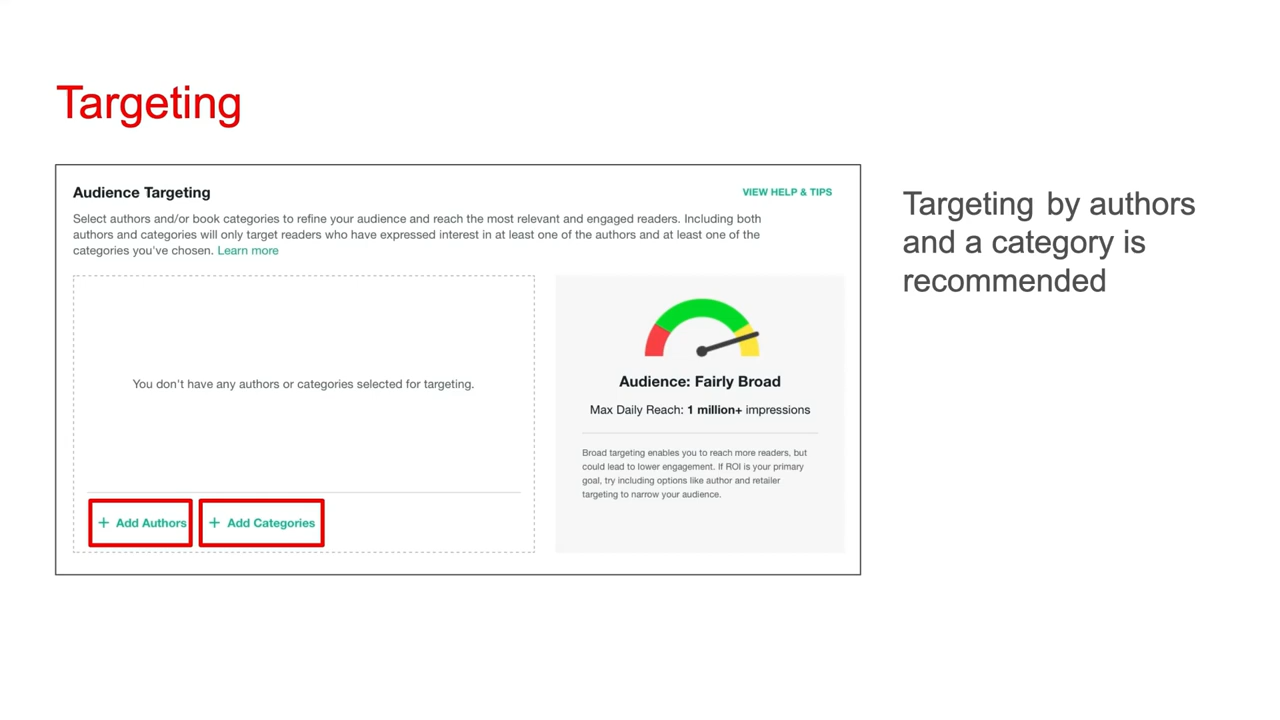 Targeting
Audience Targeting
VIEW HELP & TIPS
Select authors and/or book categories to refine your audience and reach the most relevant and engaged readers. Including both
authors and categories will only target readers who have expressed interest in at least one of the authors and at least one of the
categories you've chosen. Learn more
You don't have any authors or categories selected for targeting.
+ Add Authors
+ Add Categories
Audience: Fairly Broad
Max Daily Reach: 1 million+ impressions
Broad targeting enables you to reach more readers, but
could lead to lower engagement. If ROI is your primary
goal, try including options like author and retailer
targeting to narrow your audience.
Targeting by authors
and a category is
recommended